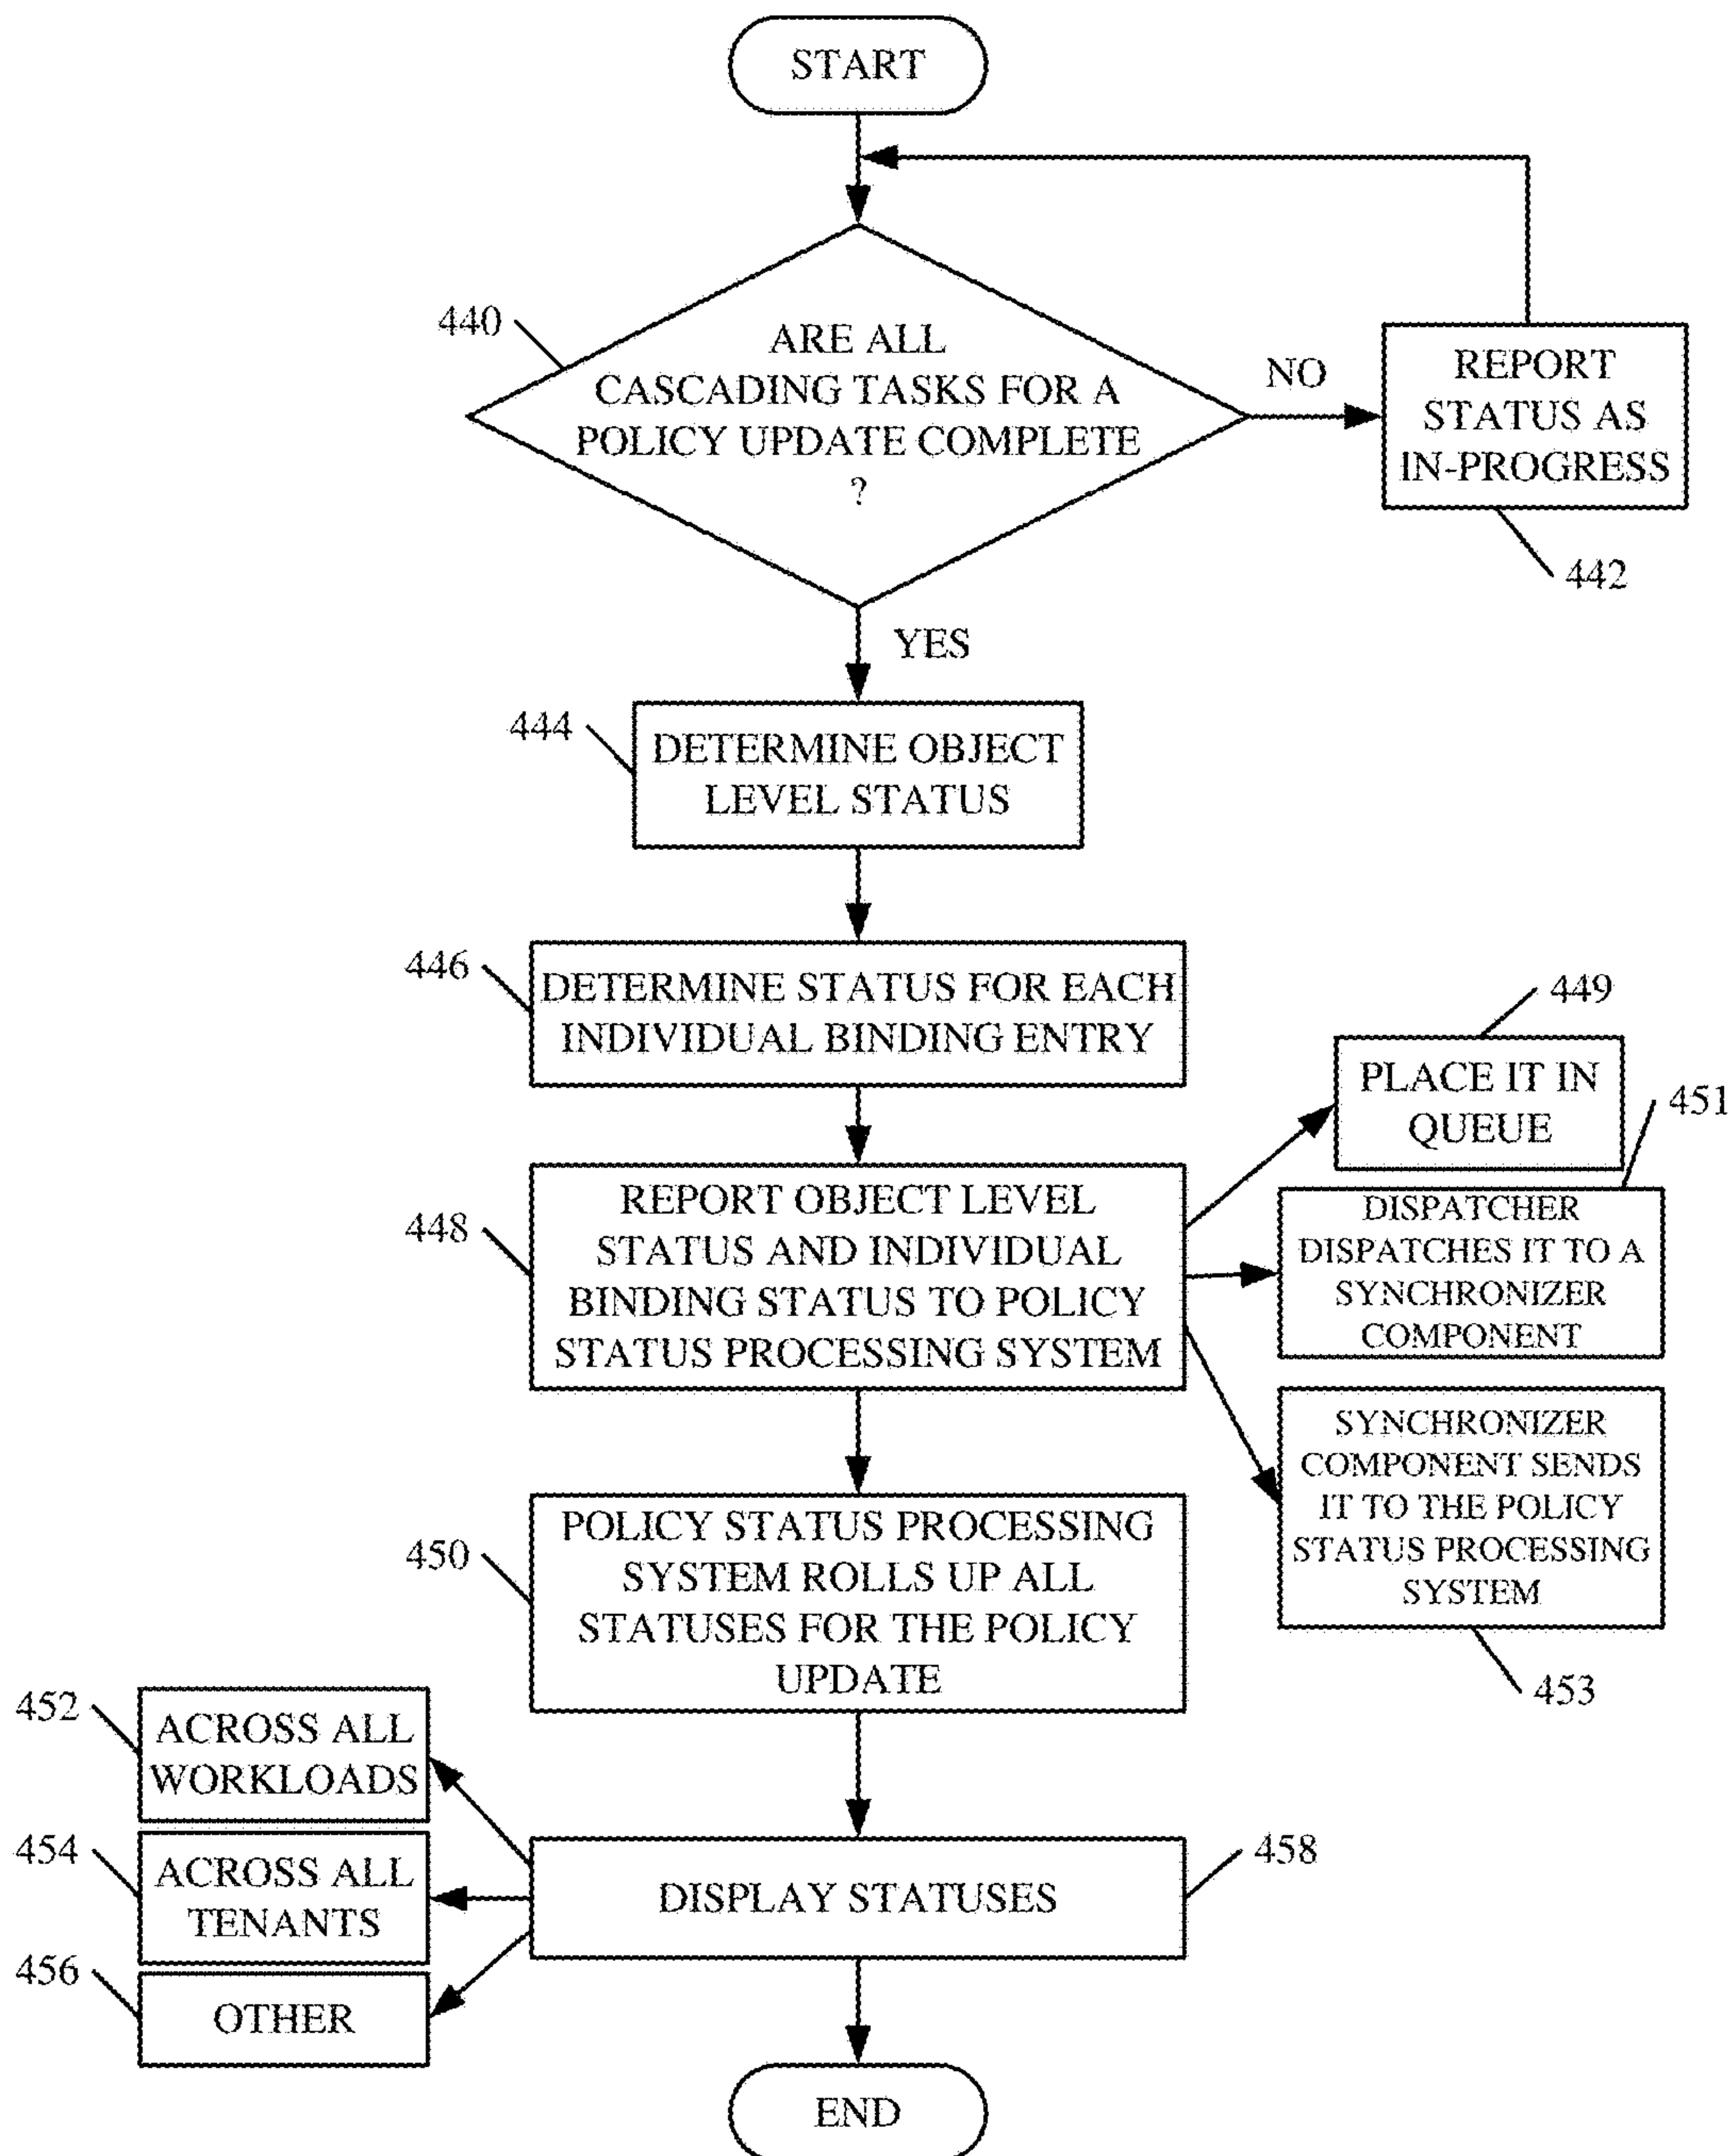 START
440
ARE ALL
CASCADING TASKS FOR A
POLICY UPDATE COMPLETE
?
NO
REPORT
STATUS AS
IN-PROGRESS
442
YES
444
DETERMINE OBJECT
LEVEL STATUS
446
DETERMINE STATUS FOR EACH
INDIVIDUAL BINDING ENTRY
449
PLACE IT IN
QUEUE
451
448
REPORT OBJECT LEVEL
STATUS AND INDIVIDUAL
BINDING STATUS TO POLICY
STATUS PROCESSING SYSTEM
DISPATCHER
DISPATCHES IT TO A
SYNCHRONIZER
COMPONENT
SYNCHRONIZER
COMPONENT SENDS
IT TO THE POLICY
STATUS PROCESSING
SYSTEM
453
450
POLICY STATUS PROCESSING
SYSTEM ROLLS UP ALL
STATUSES FOR THE POLICY
UPDATE
452
ACROSS ALL
WORKLOADS
454
ACROSS ALL
TENANTS
456
OTHER
DISPLAY STATUSES
458
END